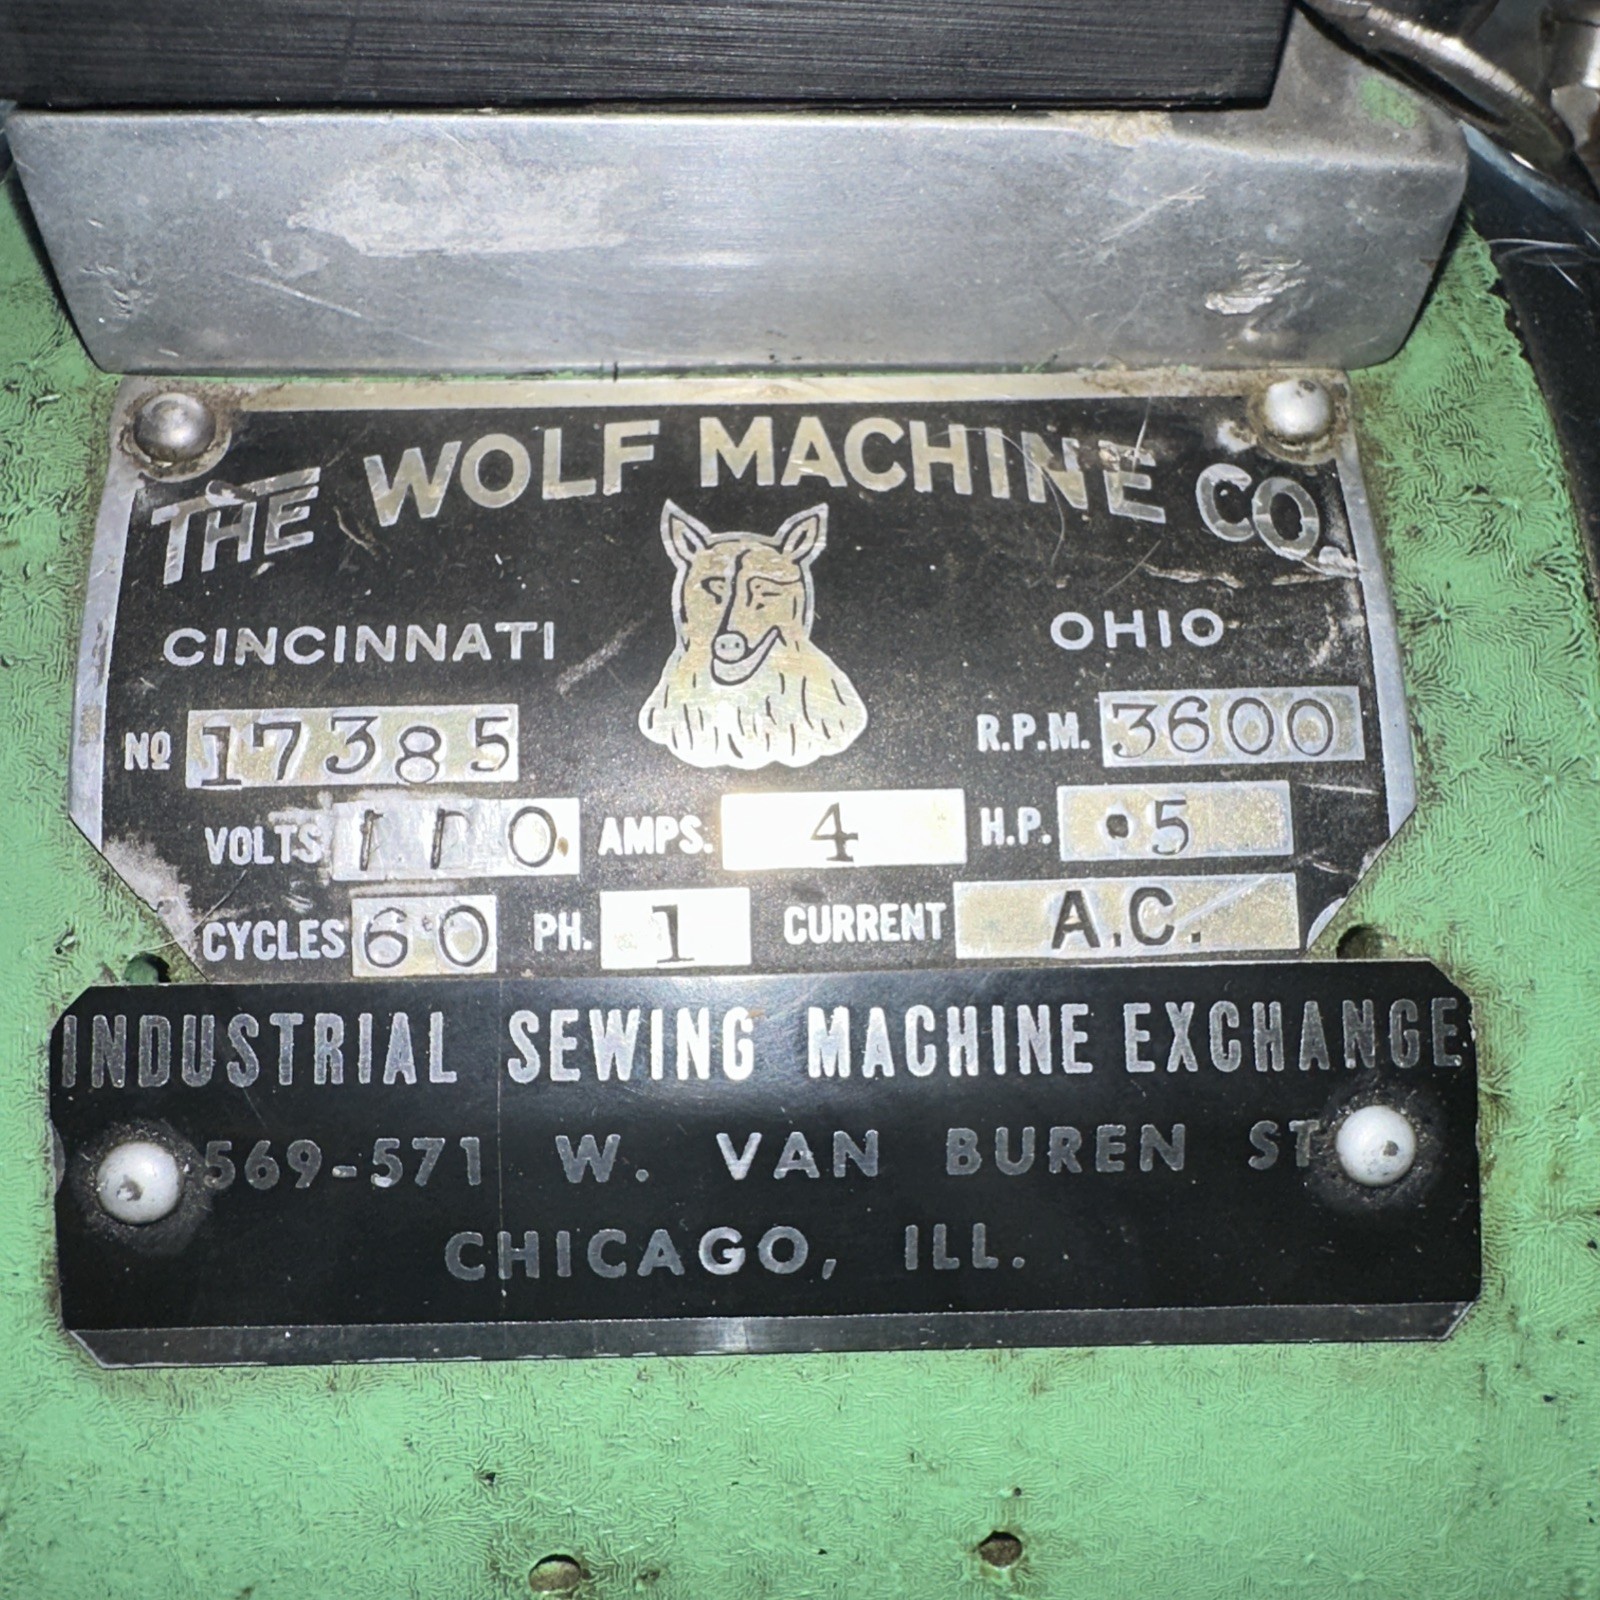 THE WOLF MACHINE CO.
CINCINNATI OHIO
NO 17385 R.P.M. 3600
VOLTS 110 AMPS. 4 H.P. .5
CYCLES 60 PH. 1 CURRENT A.C.
INDUSTRIAL SEWING MACHINE EXCHANGE
569-571 W. VAN BUREN ST
CHICAGO, ILL.